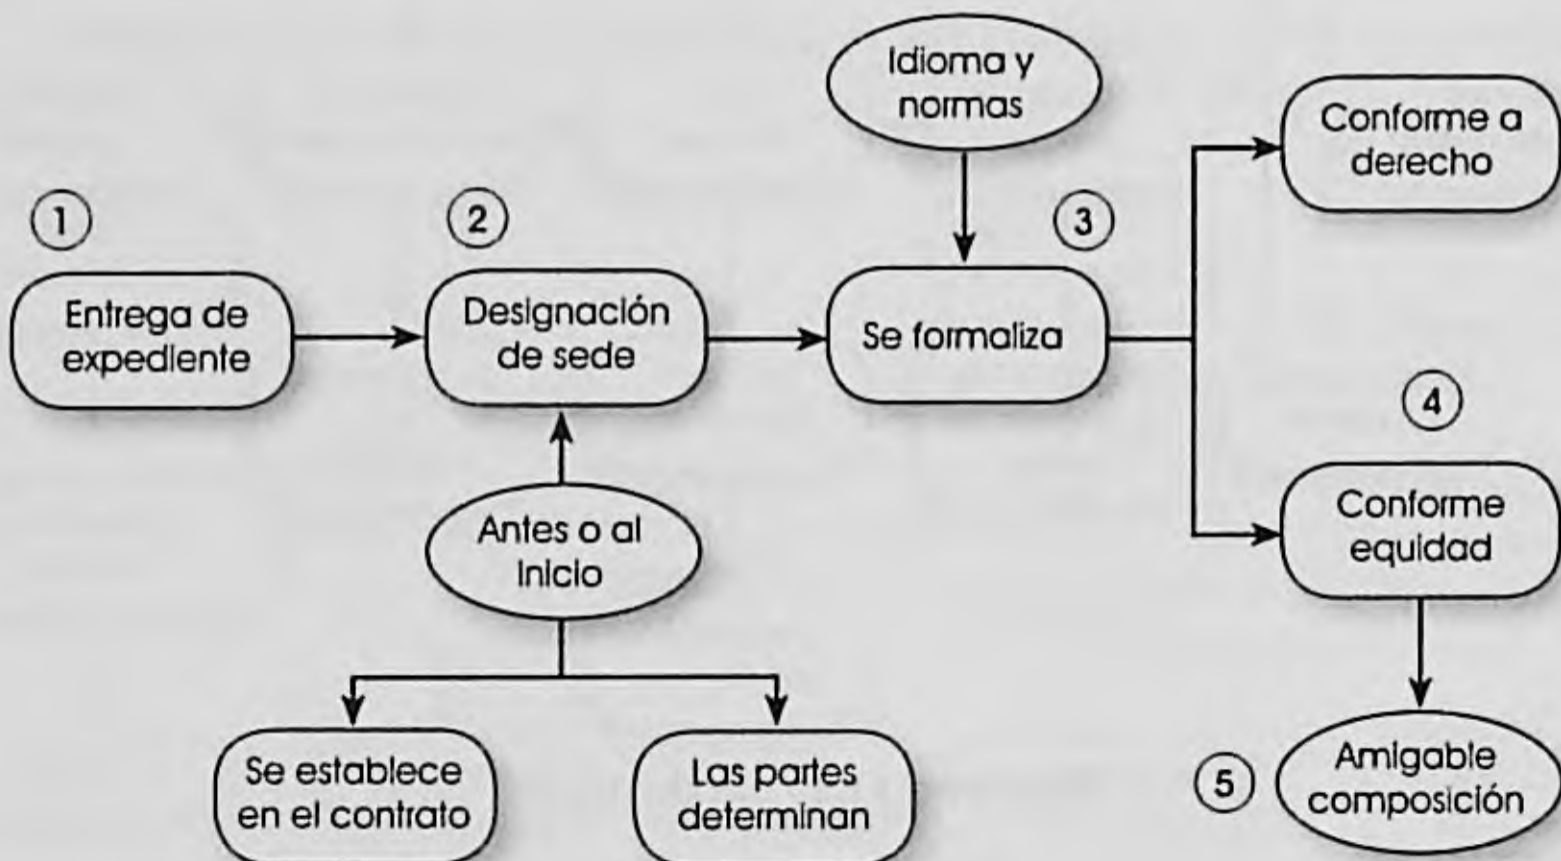 Idioma y
normas
Conforme a
derecho
1
2
3
Entrega de
expediente
Designación
de sede
Se formaliza
4
Antes o al
inicio
Conforme
equidad
Se establece
en el contrato
Las partes
determinan
5
Amigable
composición